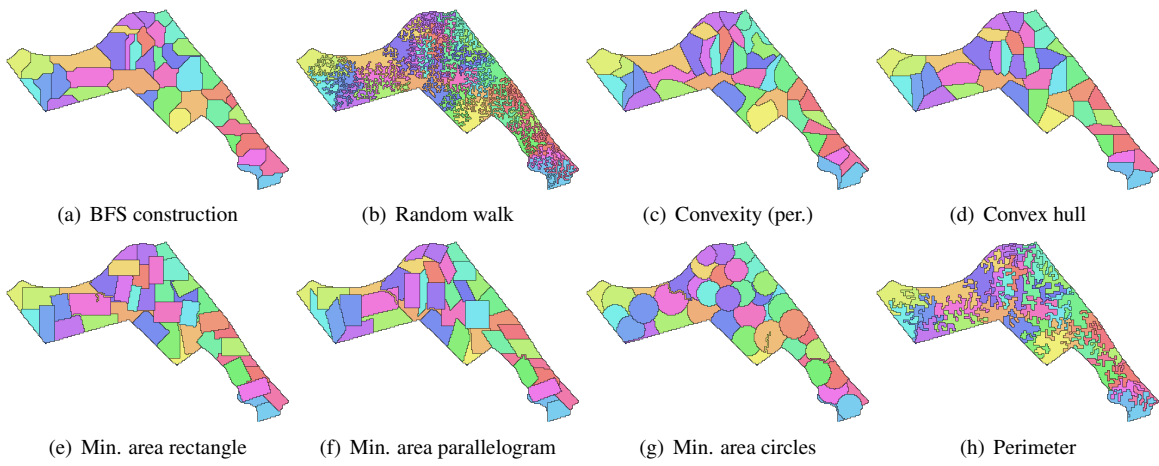 (a) BFS construction
(b) Random walk
(c) Convexity (per.)
(d) Convex hull
(e) Min. area rectangle
(f) Min. area parallelogram
(g) Min. area circles
(h) Perimeter